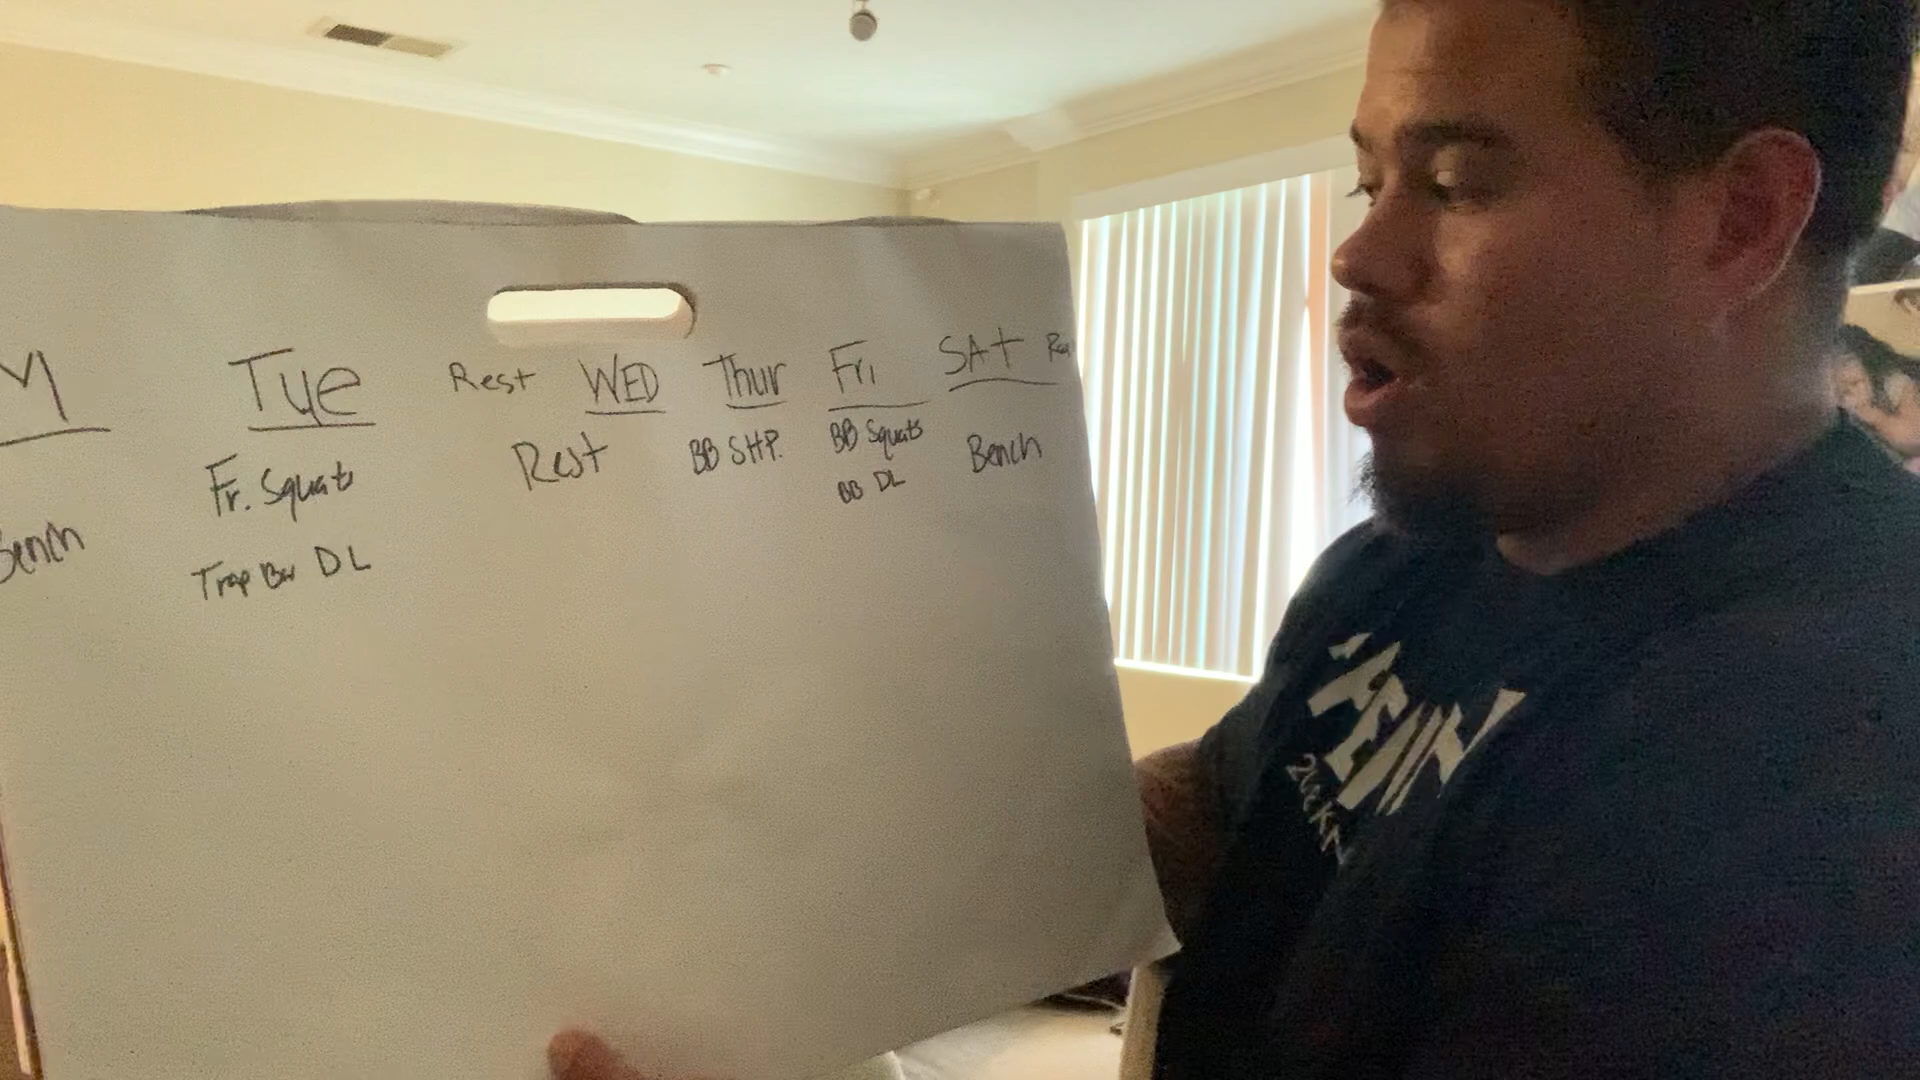 M
Bench
Tue
Fr. Squats
Trap Bar DL
Rest
WED
Rest
Thur
BB SHP.
Fri
BB Squats
BB DL
SAt
Bench